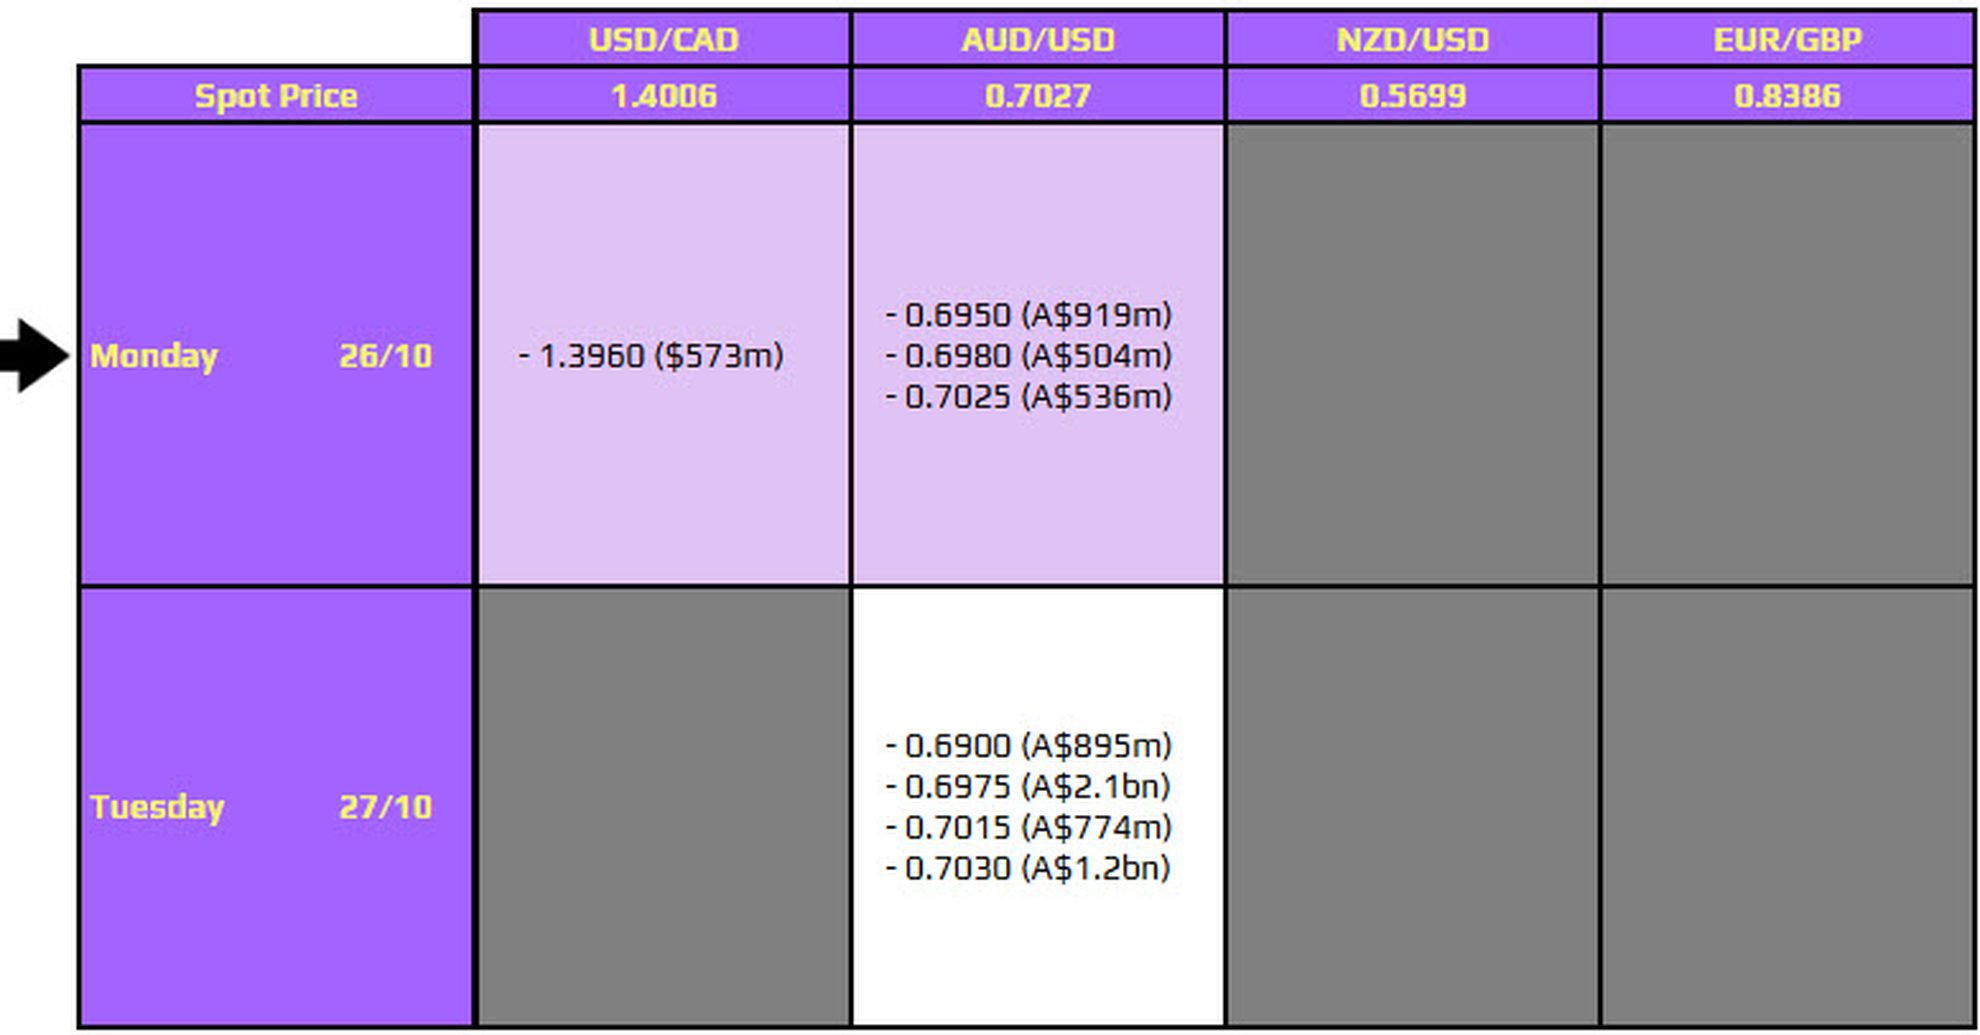 USD/CAD AUD/USD NZD/USD EUR/GBP
Spot Price 1.4006 0.7027 0.5699 0.8386
- 0.6950 (A$919m)
Monday 26/10 - 1.3960 ($573m) - 0.6980 (A$504m)
- 0.7025 (A$536m)
- 0.6900 (A$895m)
- 0.6975 (A$2.1bn)
Tuesday 27/10
- 0.7015 (A$774m)
- 0.7030 (A$1.2bn)